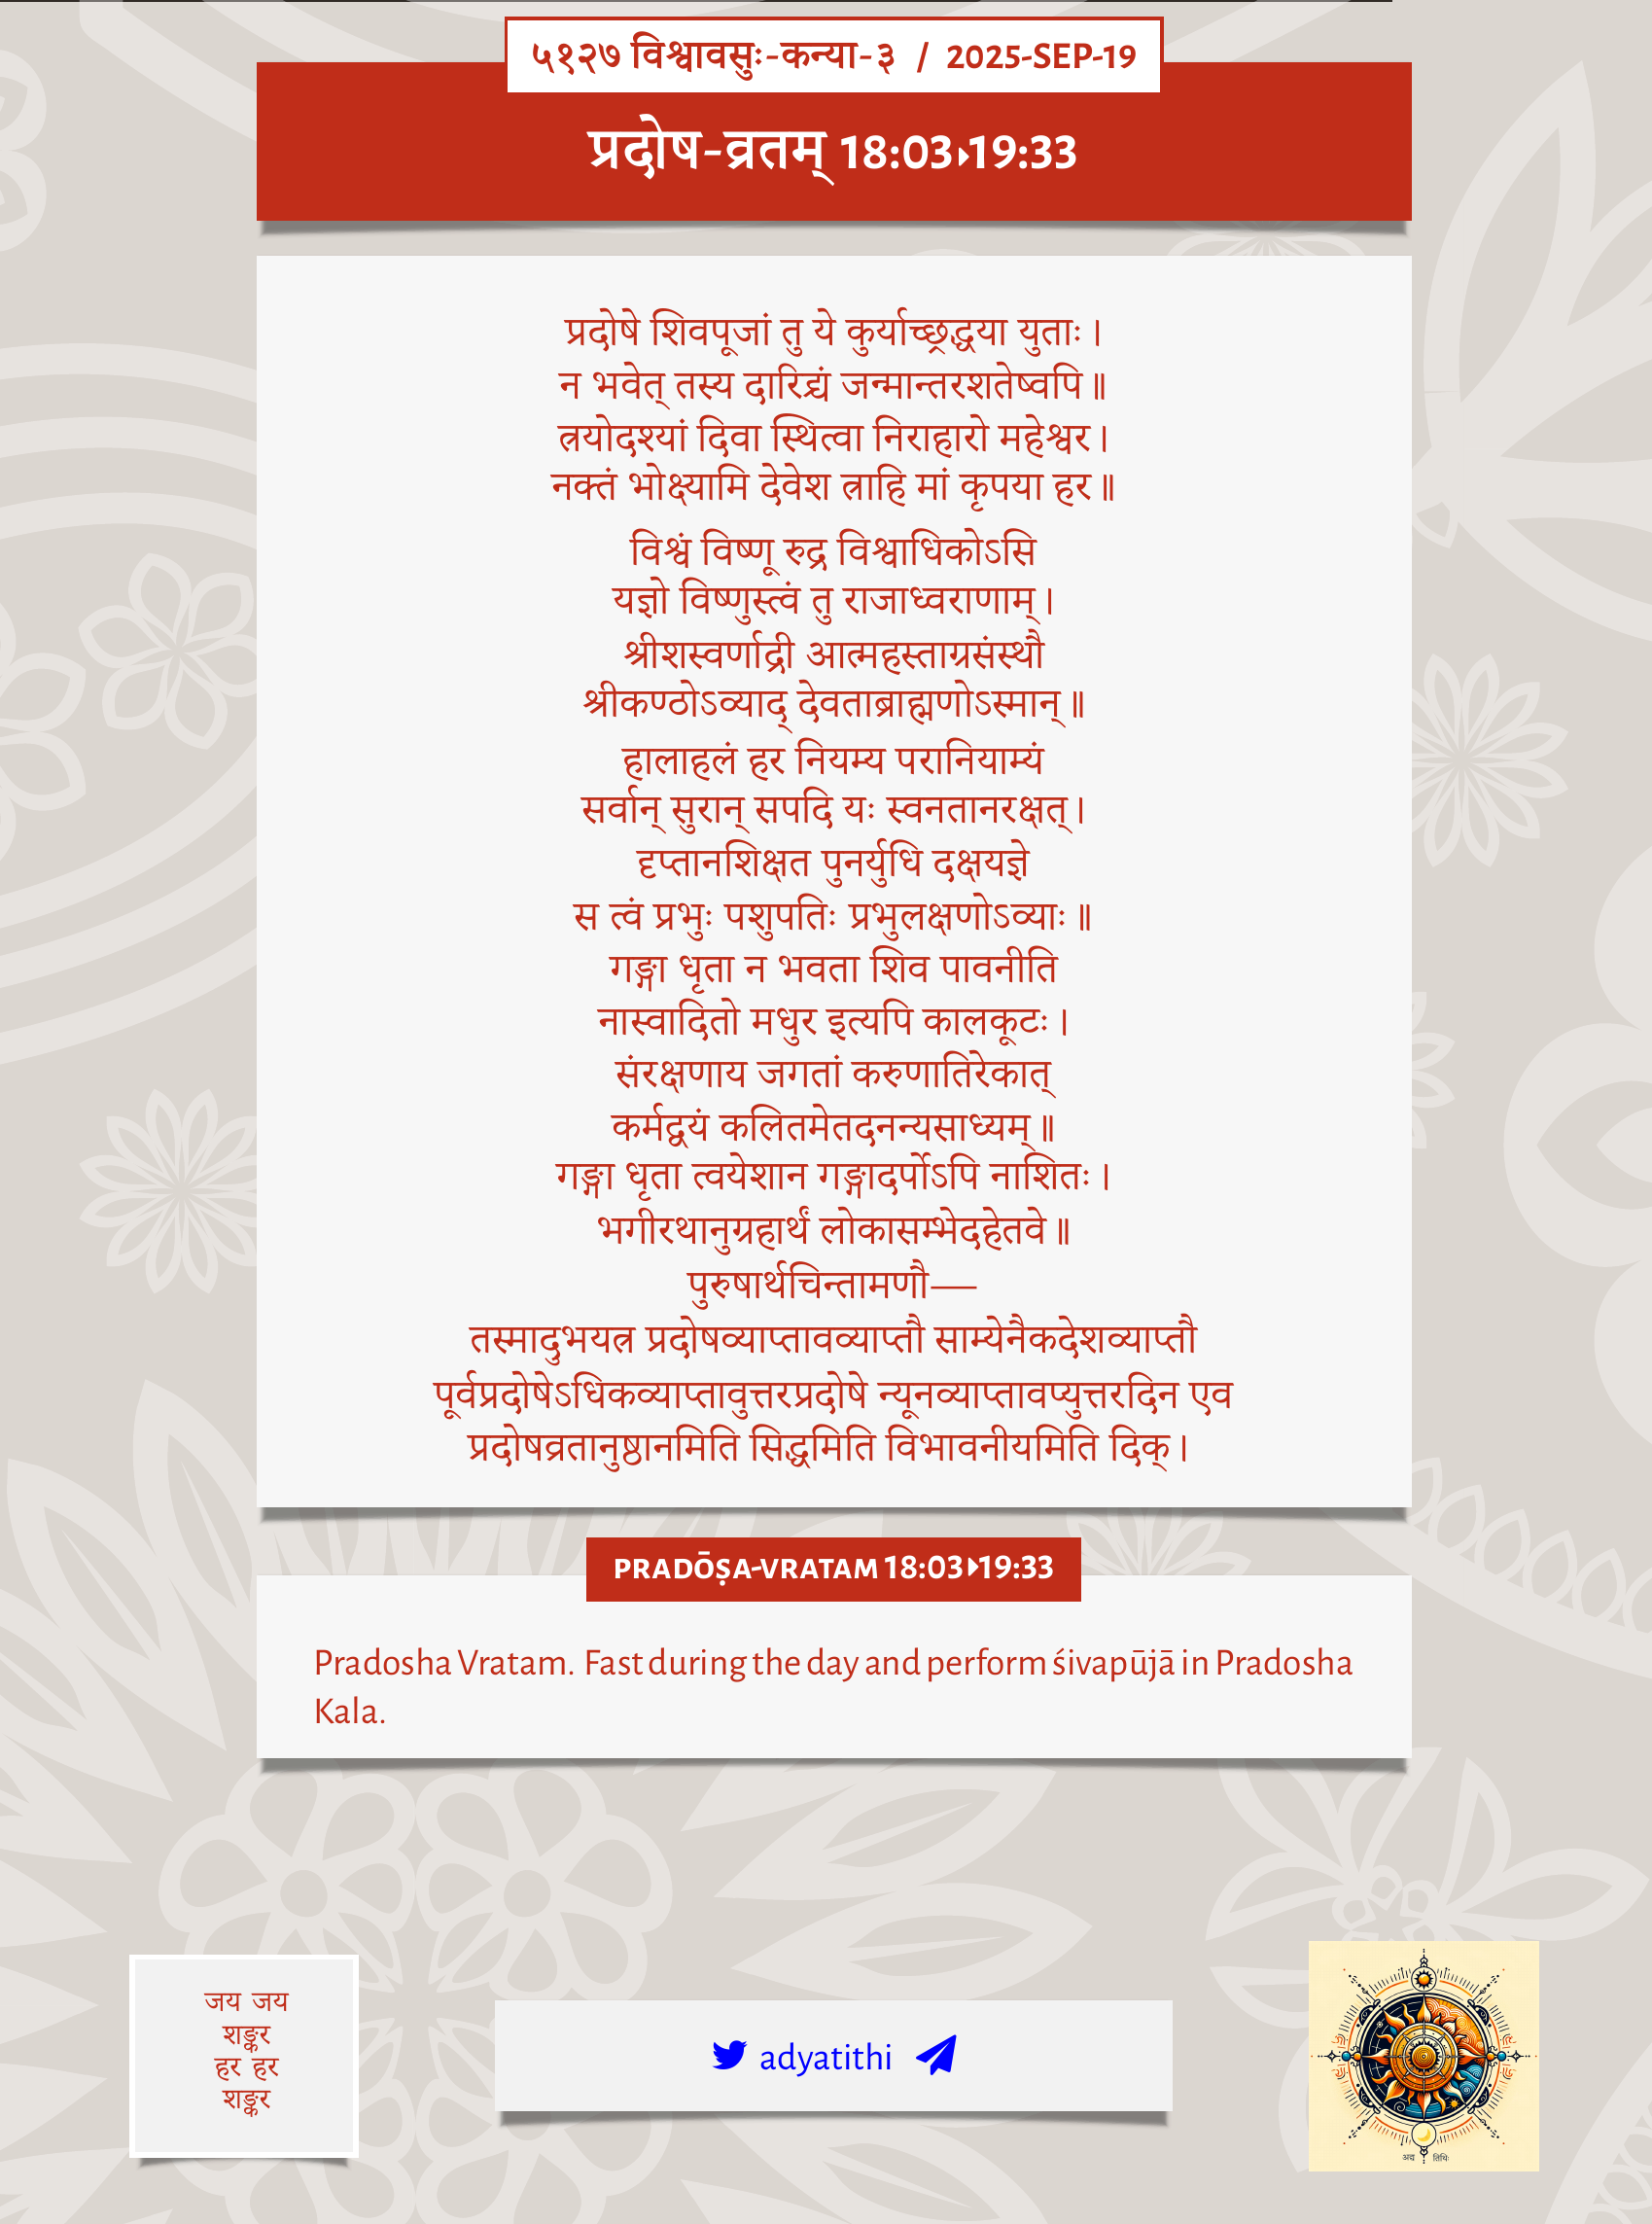 ५१२७ विश्वावसुः-कन्या-३ / 2025-SEP-19
प्रदोष-व्रतम् 18:03▸19:33
प्रदोषे शिवपूजां तु ये कुर्याच्छ्रद्धया युताः।
न भवेत् तस्य दारिद्र्यं जन्मान्तरशतेष्वपि॥
त्रयोदश्यां दिवा स्थित्वा निराहारो महेश्वर।
नक्तं भोक्ष्यामि देवेश त्राहि मां कृपया हर॥
विश्वं विष्णू रुद्र विश्वाधिकोऽसि
यज्ञो विष्णुस्त्वं तु राजाध्वराणाम्।
श्रीशस्वर्णाद्री आत्महस्ताग्रसंस्थौ
श्रीकण्ठोऽव्याद् देवताब्राह्मणोऽस्मान्॥
हालाहलं हर नियम्य परानियाम्यं
सर्वान् सुरान् सपदि यः स्वनतानरक्षत्।
दृप्तानशिक्षत पुनर्युधि दक्षयज्ञे
स त्वं प्रभुः पशुपतिः प्रभुलक्षणोऽव्याः॥
गङ्गा धृता न भवता शिव पावनीति
नास्वादितो मधुर इत्यपि कालकूटः।
संरक्षणाय जगतां करुणातिरेकात्
कर्मद्वयं कलितमेतदनन्यसाध्यम्॥
गङ्गा धृता त्वयेशान गङ्गादर्पोऽपि नाशितः।
भगीरथानुग्रहार्थं लोकासम्भेदहेतवे॥
पुरुषार्थचिन्तामणौ—
तस्मादुभयत्र प्रदोषव्याप्तावव्याप्तौ साम्येनैकदेशव्याप्तौ
पूर्वप्रदोषेऽधिकव्याप्तावुत्तरप्रदोषे न्यूनव्याप्तावप्युत्तरदिन एव
प्रदोषव्रतानुष्ठानमिति सिद्धमिति विभावनीयमिति दिक्।
PRADŌṢA-VRATAM 18:03▸19:33
Pradosha Vratam. Fast during the day and perform śivapūjā in Pradosha
Kala.
जय जय
शङ्कर
हर हर
शङ्कर
adyatithi
अद्य तिथिः